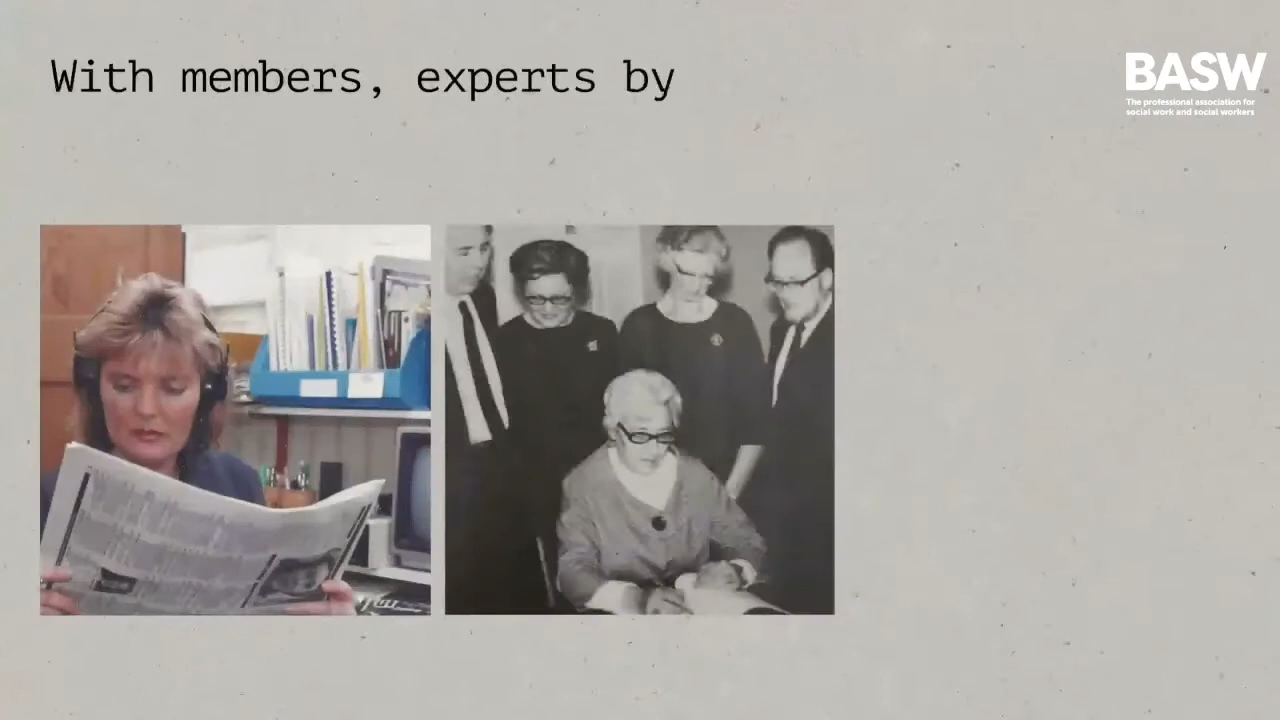 With members, experts by
BASW
The professional association for
social work and social workers